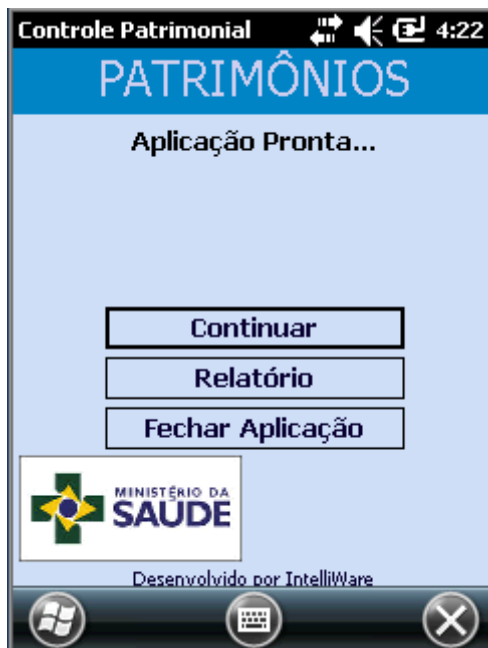 Controle Patrimonial 4:22
PATRIMÔNIOS
Aplicação Pronta...
Continuar
Relatório
Fechar Aplicação
MINISTÉRIO DA
SAÚDE
Desenvolvido por IntelliWare